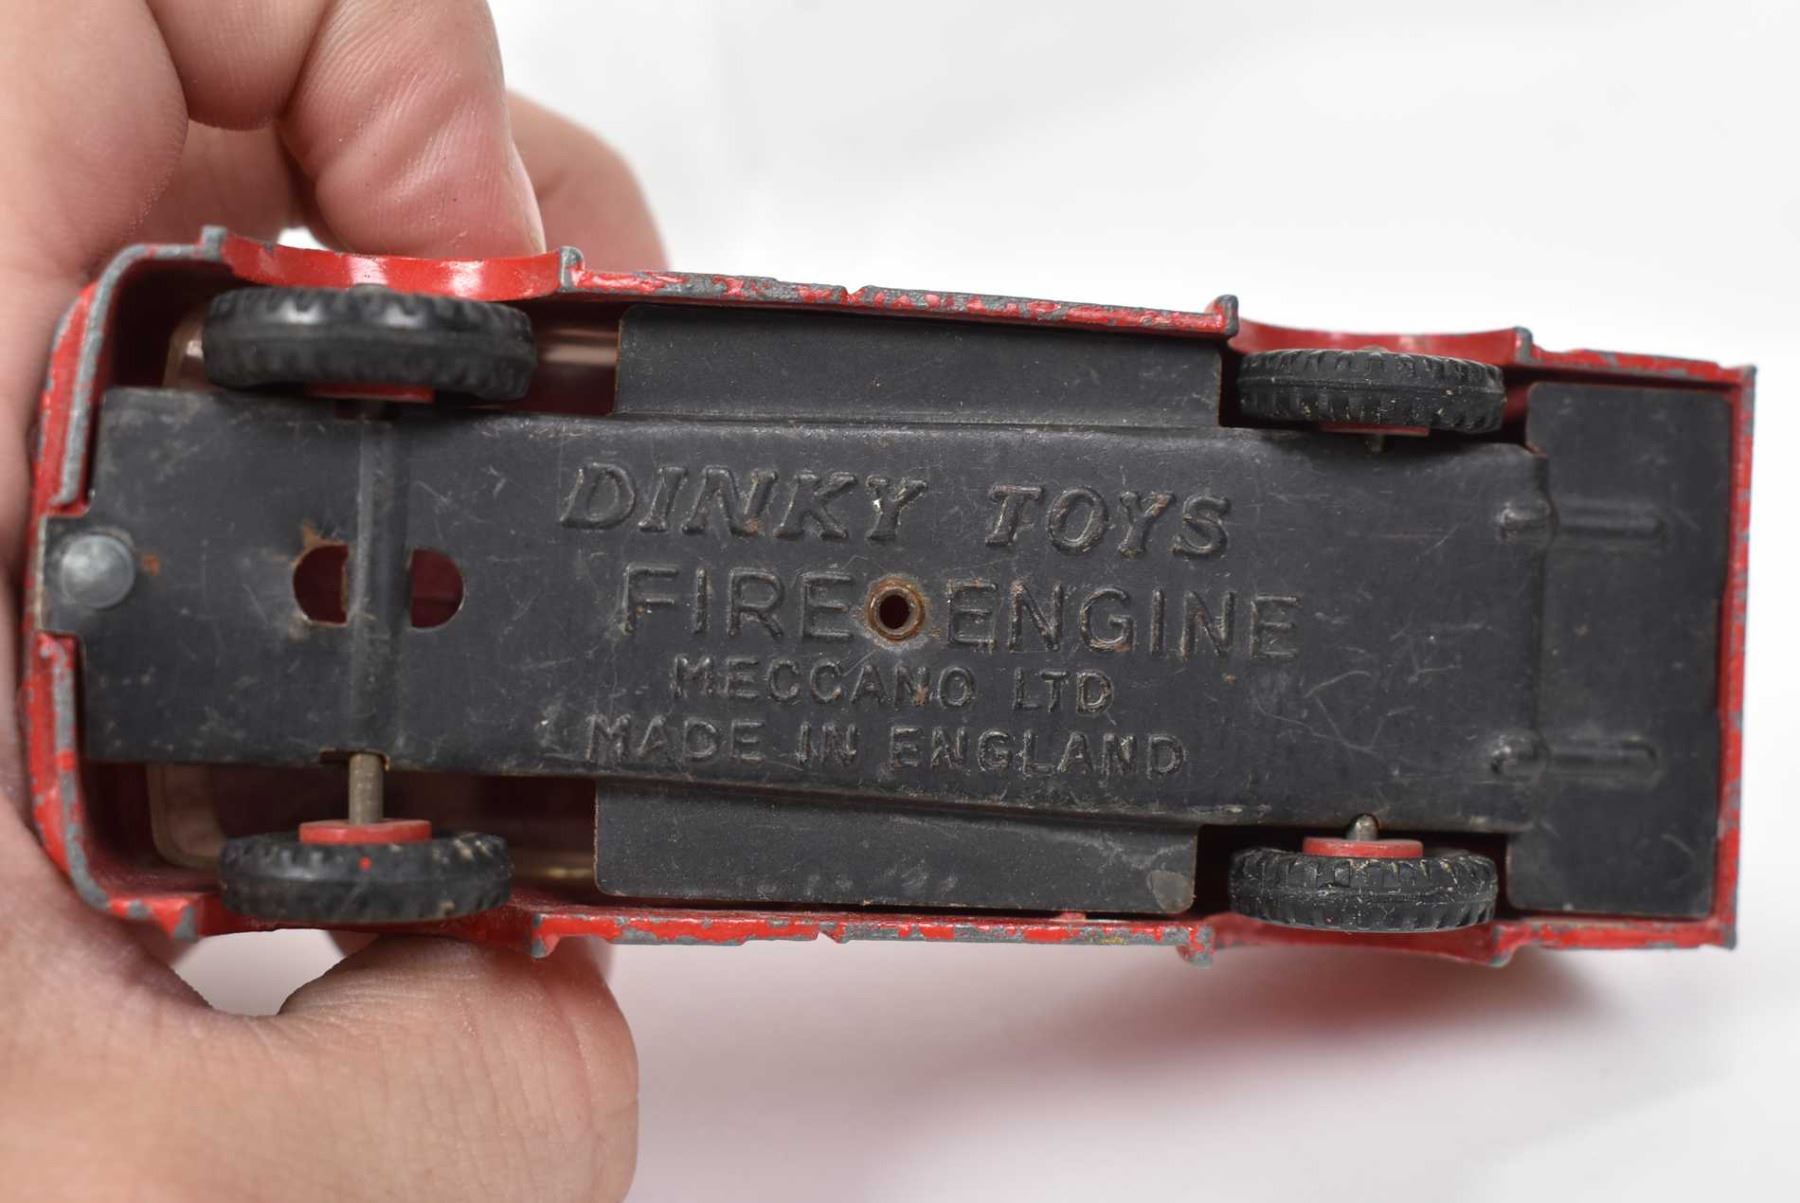 DINKY TOYS
FIRE ENGINE
MECCANO LTD
MADE IN ENGLAND